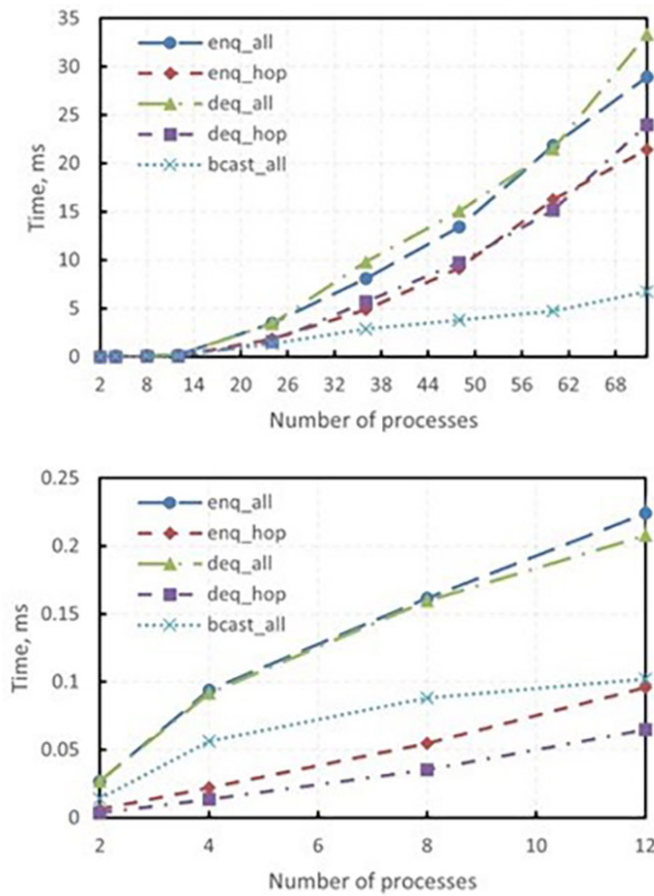 35
30
25
20
15
10
5
0
Time, ms
enq_all
enq_hop
deq_all
deq_hop
bcast_all
2 8 14 20 26 32 38 44 50 56 62 68
Number of processes
0.25
0.2
0.15
0.1
0.05
0
Time, ms
enq_all
enq_hop
deq_all
deq_hop
bcast_all
2 4 6 8 10 12
Number of processes